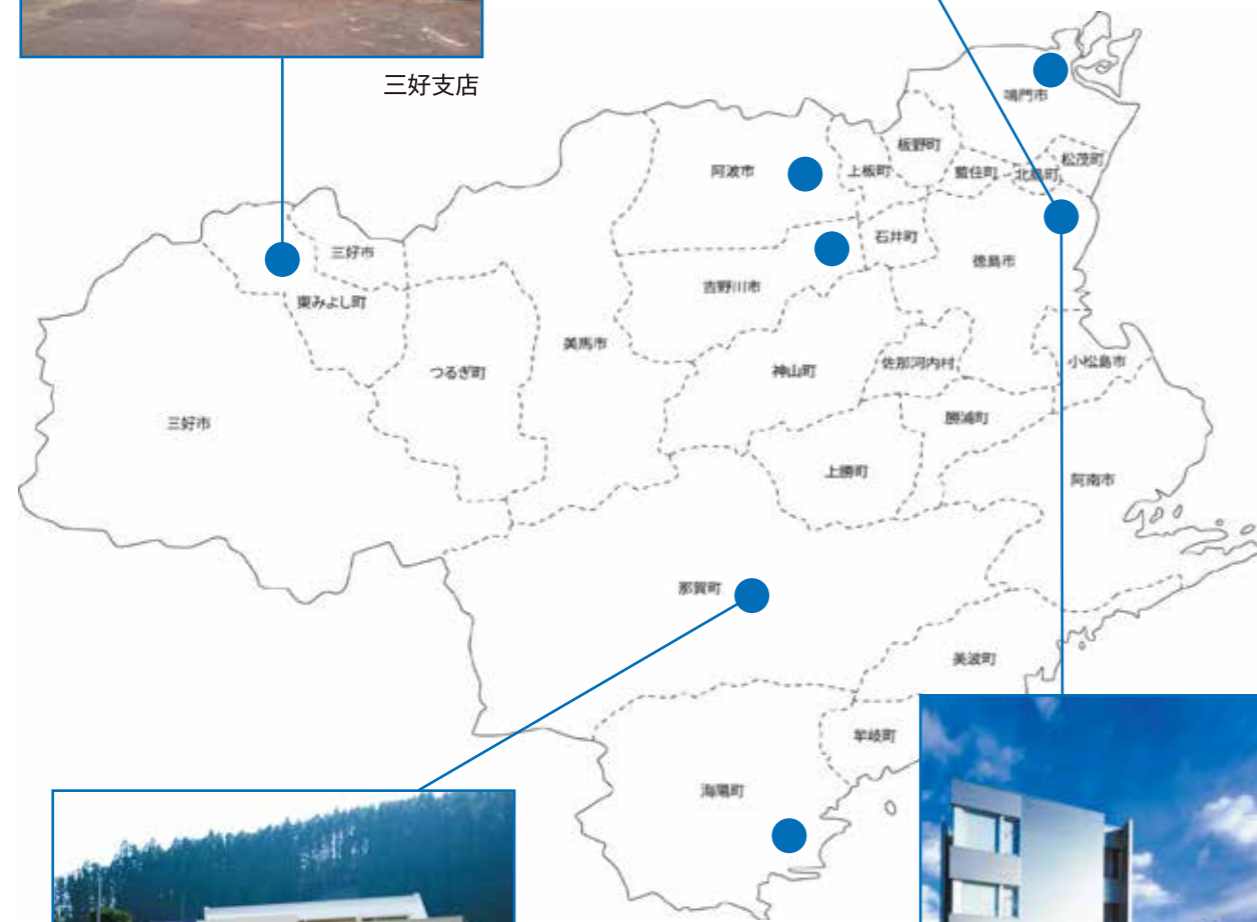 三好支店
鳴門市
板野町
松茂町
阿波市
上板町
藍住町
北島町
石井町
三好市
徳島市
吉野川市
東みよし町
美馬市
小松島市
佐那河内村
つるぎ町
神山町
勝浦町
三好市
上勝町
阿南市
那賀町
美波町
牟岐町
海陽町